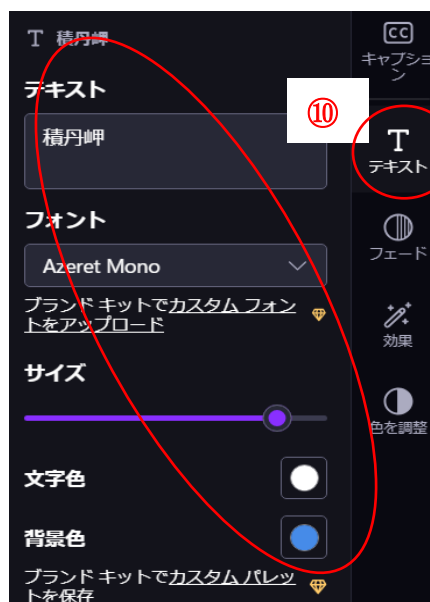 T 積丹岬
テキスト
積丹岬
フォント
Azeret Mono
ブランド キットでカスタム フォン
トをアップロード
サイズ
文字色
背景色
ブランド キットでカスタム パレッ
トを保存
⑩
CC
キャプショ
ン
T
テキスト
フェード
効果
色を調整